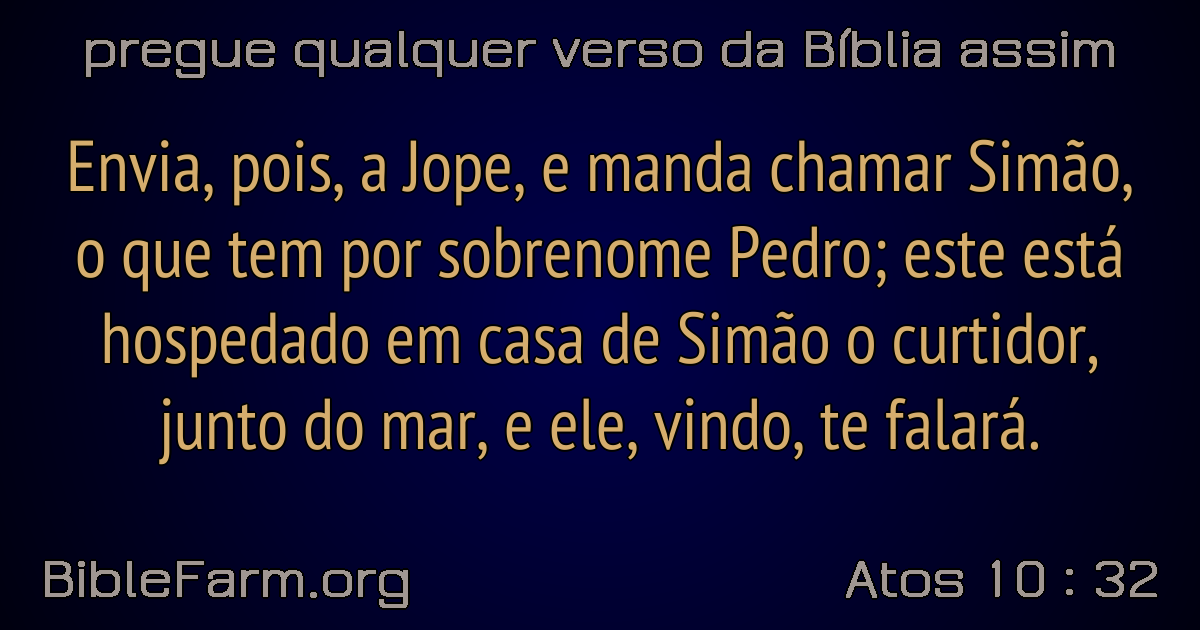 pregue qualquer verso da Bíblia assim
Envia, pois, a Jope, e manda chamar Simão,
o que tem por sobrenome Pedro; este está
hospedado em casa de Simão o curtidor,
junto do mar, e ele, vindo, te falará.
BibleFarm.org
Atos 10 : 32